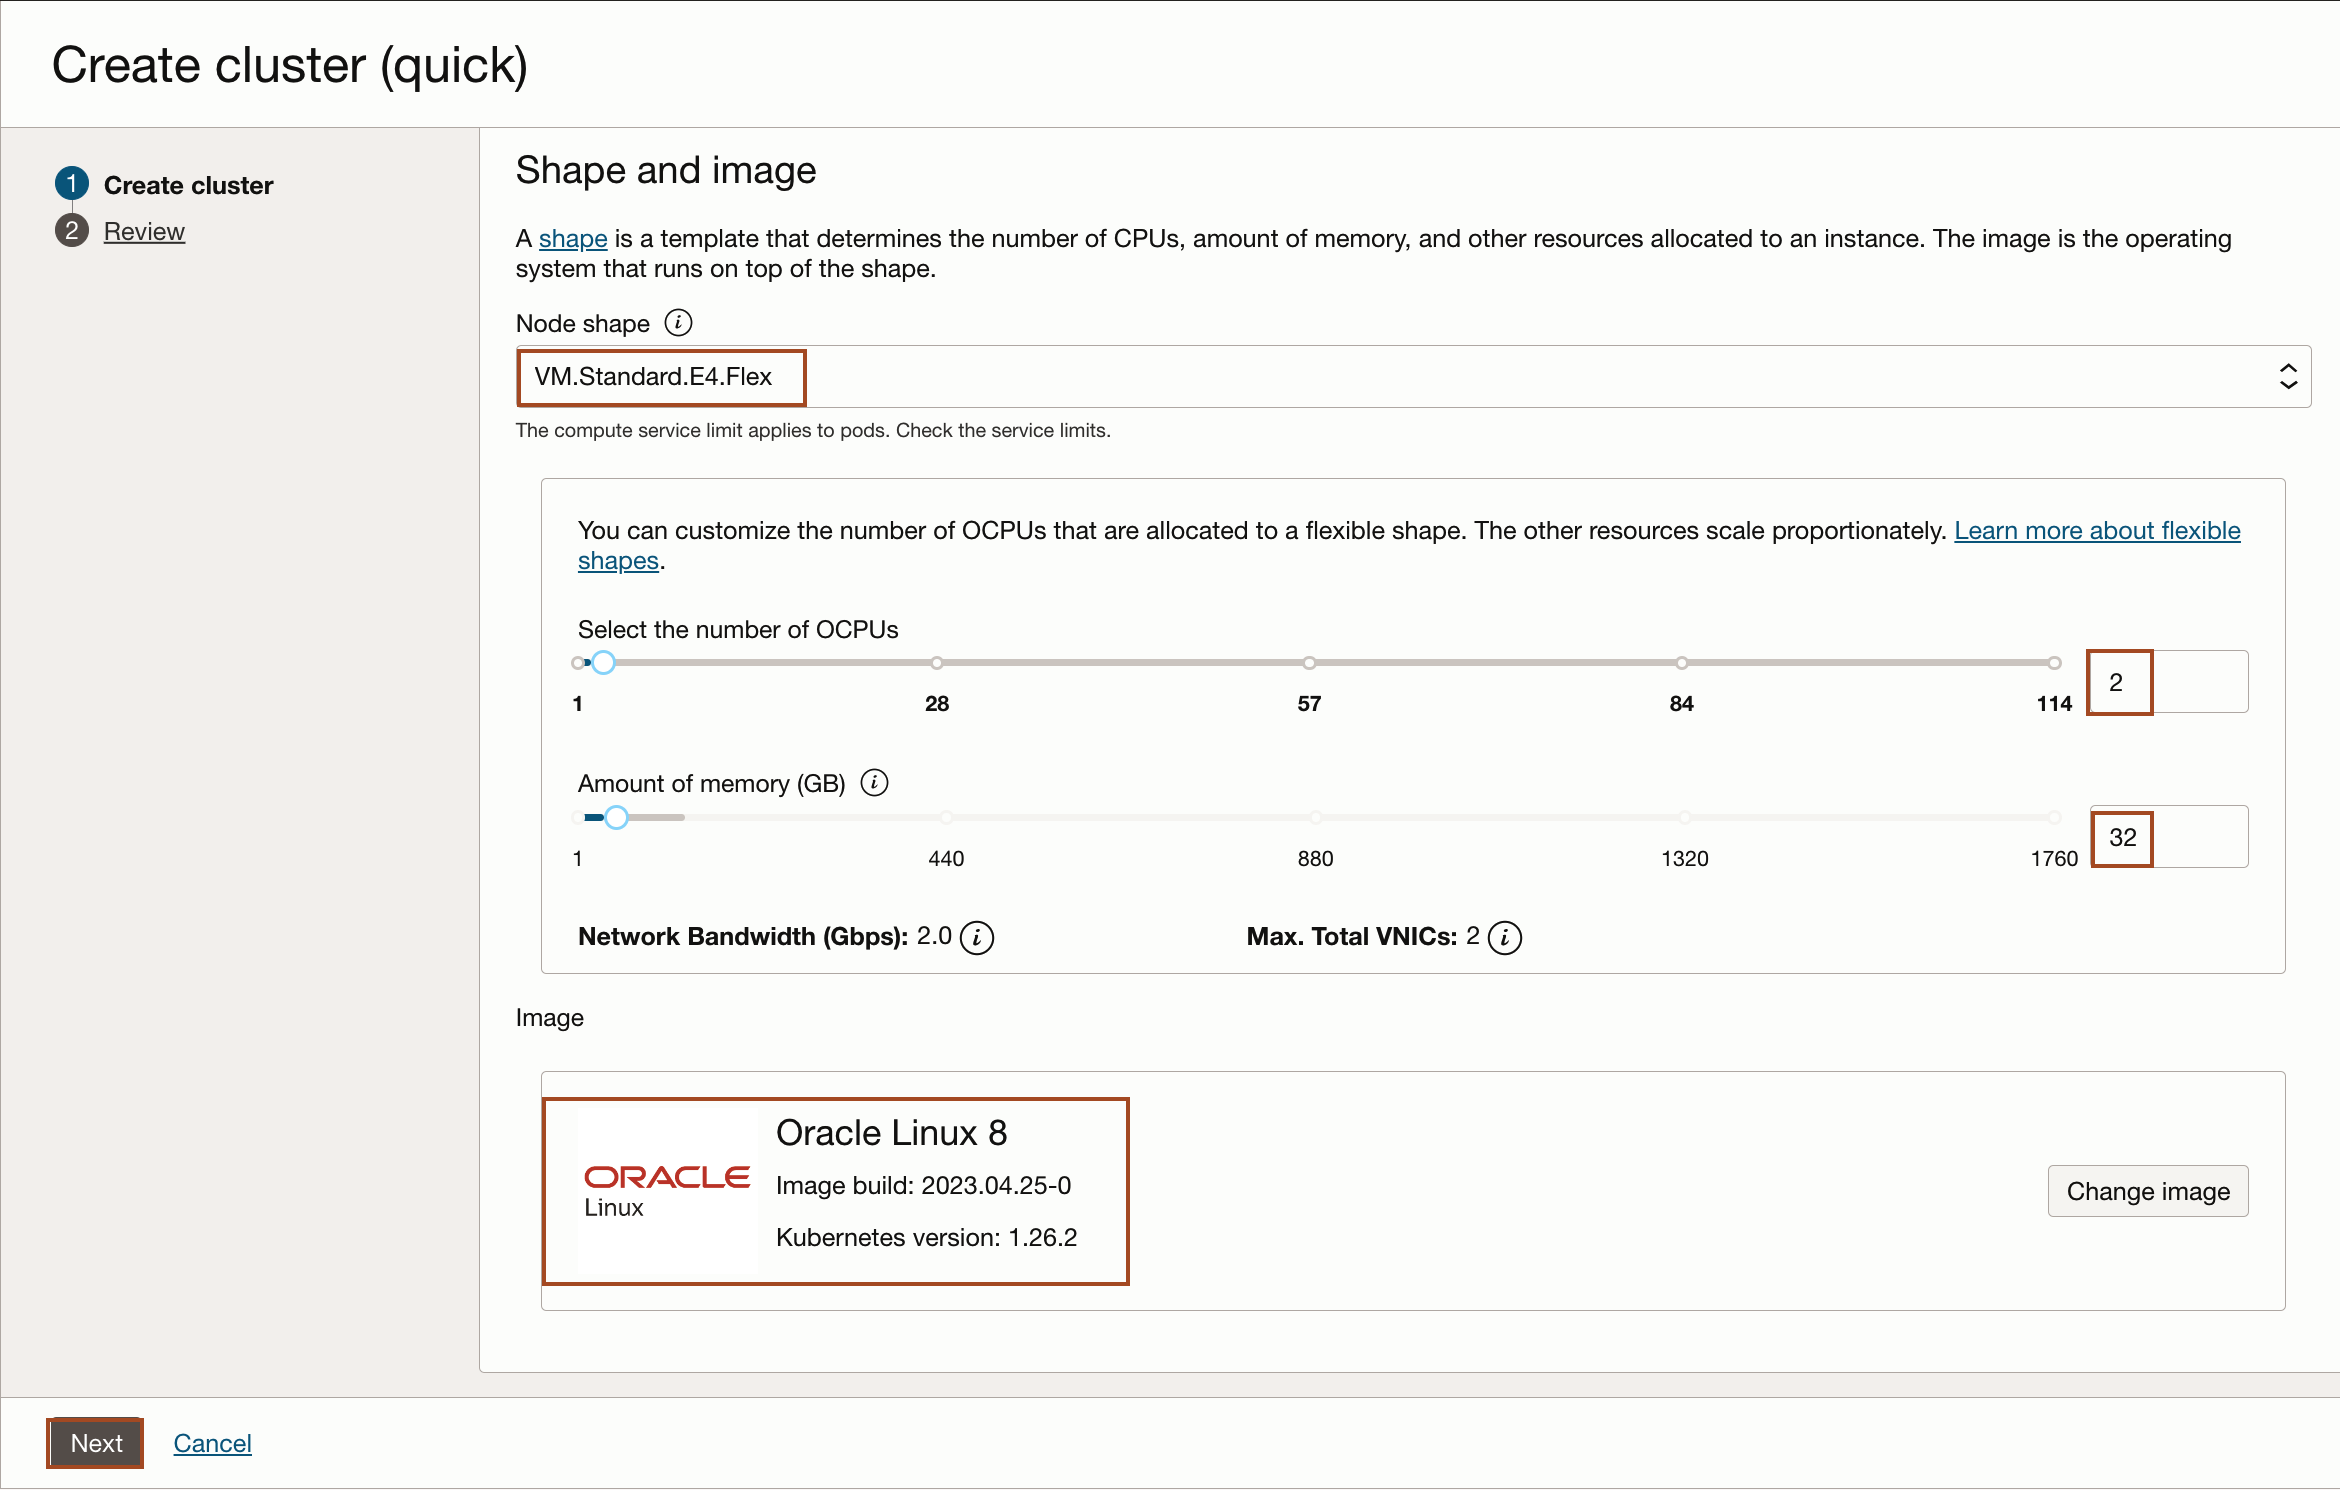 Create cluster (quick)
1 Create cluster
2 Review
Shape and image
A shape is a template that determines the number of CPUs, amount of memory, and other resources allocated to an instance. The image is the operating
system that runs on top of the shape.
Node shape i
VM.Standard.E4.Flex
The compute service limit applies to pods. Check the service limits.
You can customize the number of OCPUs that are allocated to a flexible shape. The other resources scale proportionately. Learn more about flexible
shapes.
Select the number of OCPUs
1 28 57 84 114 2
Amount of memory (GB) i
1 440 880 1320 1760 32
Network Bandwidth (Gbps): 2.0 i Max. Total VNICs: 2 i
Image
ORACLE
Linux
Oracle Linux 8
Image build: 2023.04.25-0
Kubernetes version: 1.26.2
Change image
Next Cancel